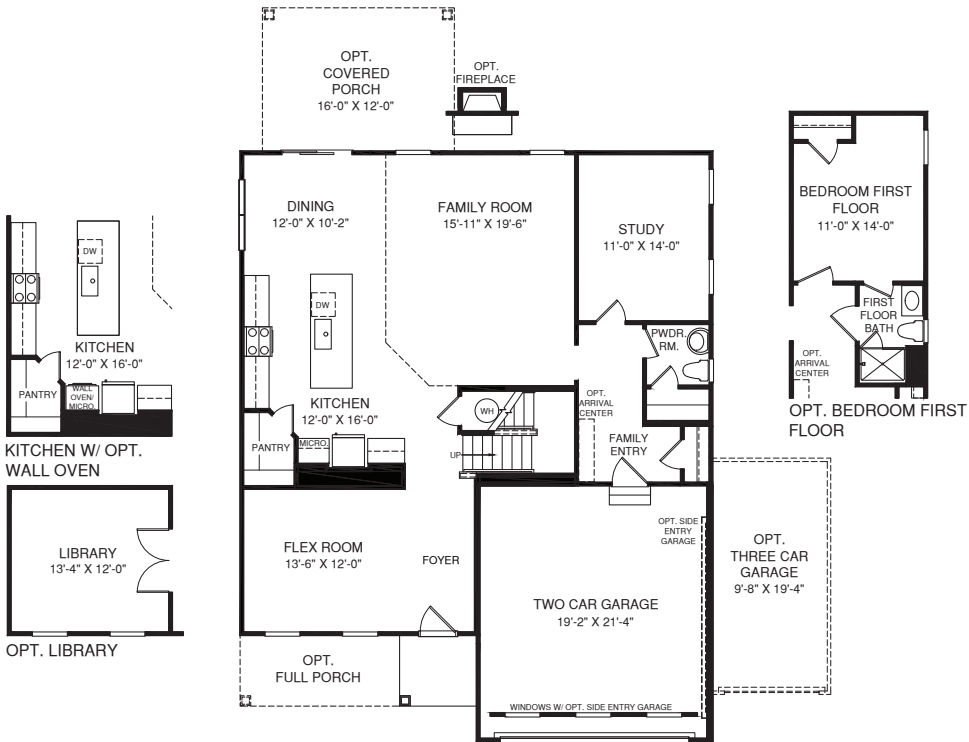 OPT.
COVERED
PORCH
16'-0" X 12'-0"
OPT.
FIREPLACE
DINING
12'-0" X 10'-2"
FAMILY ROOM
15'-11" X 19'-6"
STUDY
11'-0" X 14'-0"
DW
KITCHEN
12'-0" X 16'-0"
PANTRY
MICRO.
WH
UP
PWDR.
RM.
OPT.
ARRIVAL
CENTER
FAMILY
ENTRY
FLEX ROOM
13'-6" X 12'-0"
FOYER
TWO CAR GARAGE
19'-2" X 21'-4"
OPT. SIDE
ENTRY
GARAGE
WINDOWS W/ OPT. SIDE ENTRY GARAGE
OPT.
FULL PORCH
OPT.
THREE CAR
GARAGE
9'-8" X 19'-4"
DW
KITCHEN
12'-0" X 16'-0"
PANTRY
WALL
OVEN/
MICRO.
KITCHEN W/ OPT.
WALL OVEN
LIBRARY
13'-4" X 12'-0"
OPT. LIBRARY
BEDROOM FIRST
FLOOR
11'-0" X 14'-0"
FIRST
FLOOR
BATH
OPT.
ARRIVAL
CENTER
OPT. BEDROOM FIRST
FLOOR